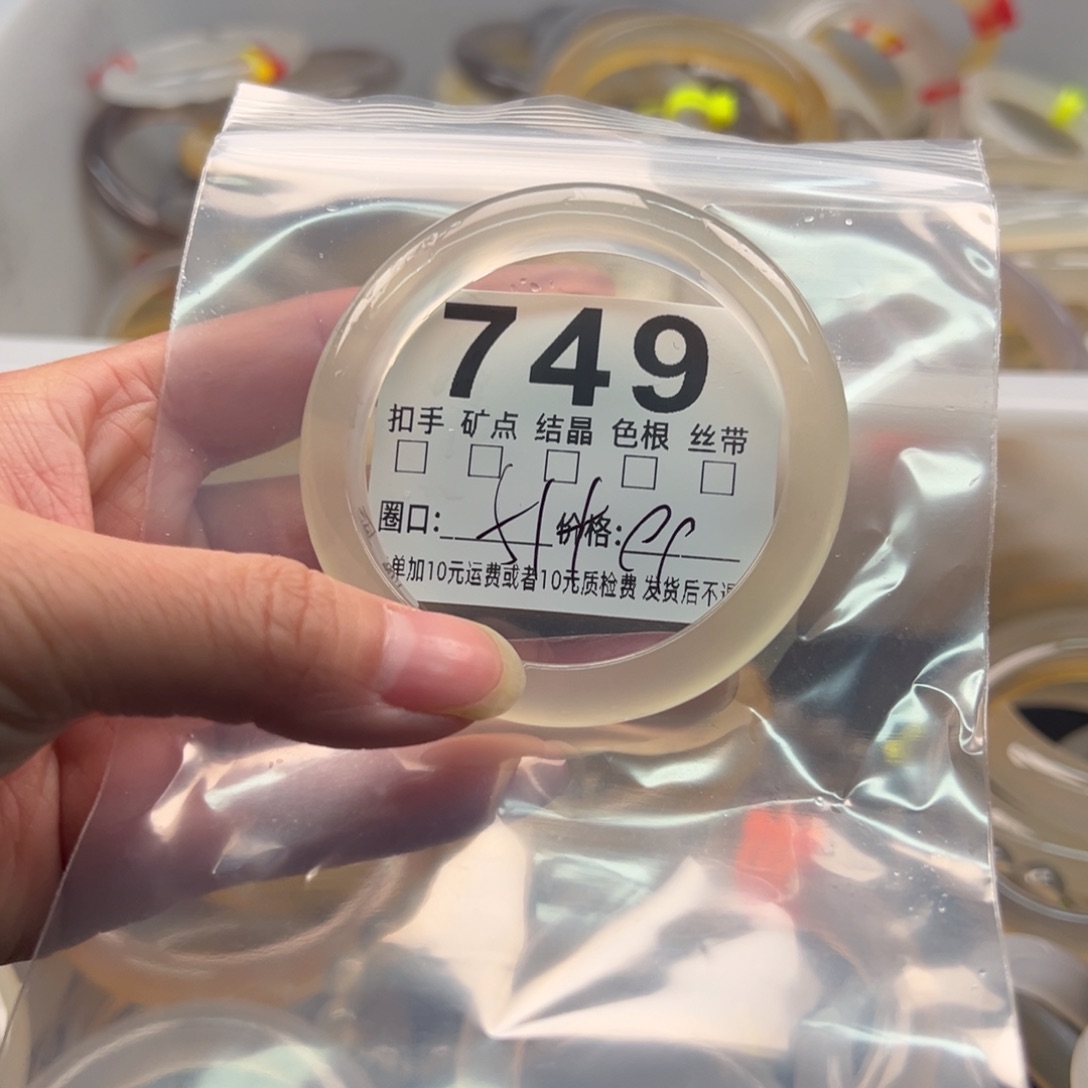 749
扣手 矿点 结晶 色根 丝带
圈口: 价格:
单加10元运费或者10元质检费 发货后不退